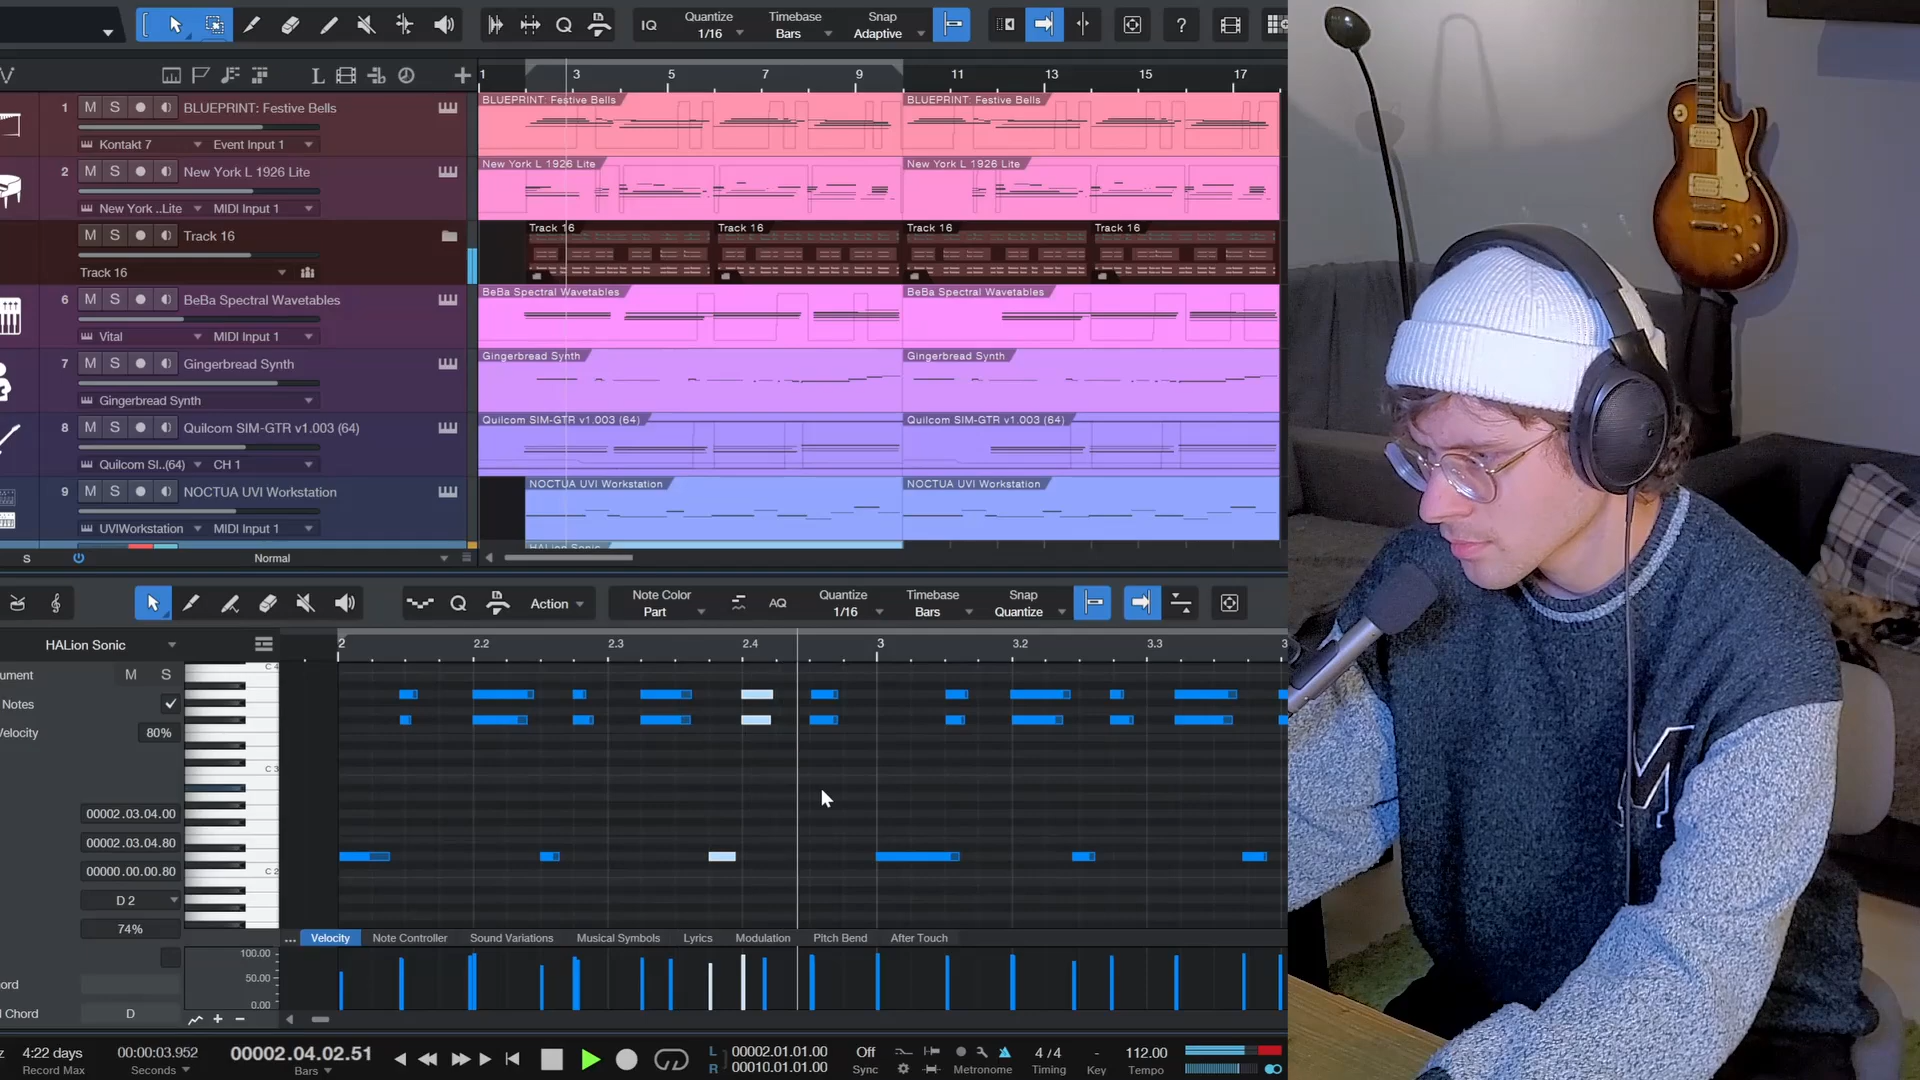 IQ
Quantize
1/16
Timebase
Bars
Snap
Adaptive
?
L
1
3
5
7
9
11
13
15
17
1
M
S
BLUEPRINT: Festive Bells
Kontakt 7
Event Input 1
BLUEPRINT: Festive Bells
BLUEPRINT: Festive Bells
2
M
S
New York L 1926 Lite
New York ..Lite
MIDI Input 1
New York L 1926 Lite
New York L 1926 Lite
M
S
Track 16
Track 16
Track 16
Track 16
Track 16
Track 16
6
M
S
BeBa Spectral Wavetables
Vital
MIDI Input 1
BeBa Spectral Wavetables
BeBa Spectral Wavetables
7
M
S
Gingerbread Synth
Gingerbread Synth
Gingerbread Synth
Gingerbread Synth
8
M
S
Quilcom SIM-GTR v1.003 (64)
Quilcom SI..(64)
CH 1
Quilcom SIM-GTR v1.003 (64)
Quilcom SIM-GTR v1.003 (64)
9
M
S
NOCTUA UVI Workstation
UVIWorkstation
MIDI Input 1
NOCTUA UVI Workstation
NOCTUA UVI Workstation
HALion Sonic
S
Normal
Action
Note Color
Part
AQ
Quantize
1/16
Timebase
Bars
Snap
Quantize
HALion Sonic
2
2.2
2.3
2.4
3
3.2
3.3
3
ument
M
S
Notes
Velocity
80%
C 4
C 3
C 2
00002.03.04.00
00002.03.04.80
00000.00.00.80
D 2
74%
ord
l Chord
D
... Velocity
Note Controller
Sound Variations
Musical Symbols
Lyrics
Modulation
Pitch Bend
After Touch
100.00
50.00
0.00
z
4:22 days
Record Max
00:00:03.952
Seconds
00002.04.02.51
Bars
L
R
00002.01.01.00
00010.01.01.00
Off
Sync
Metronome
4 / 4
Timing
-
Key
112.00
Tempo
M